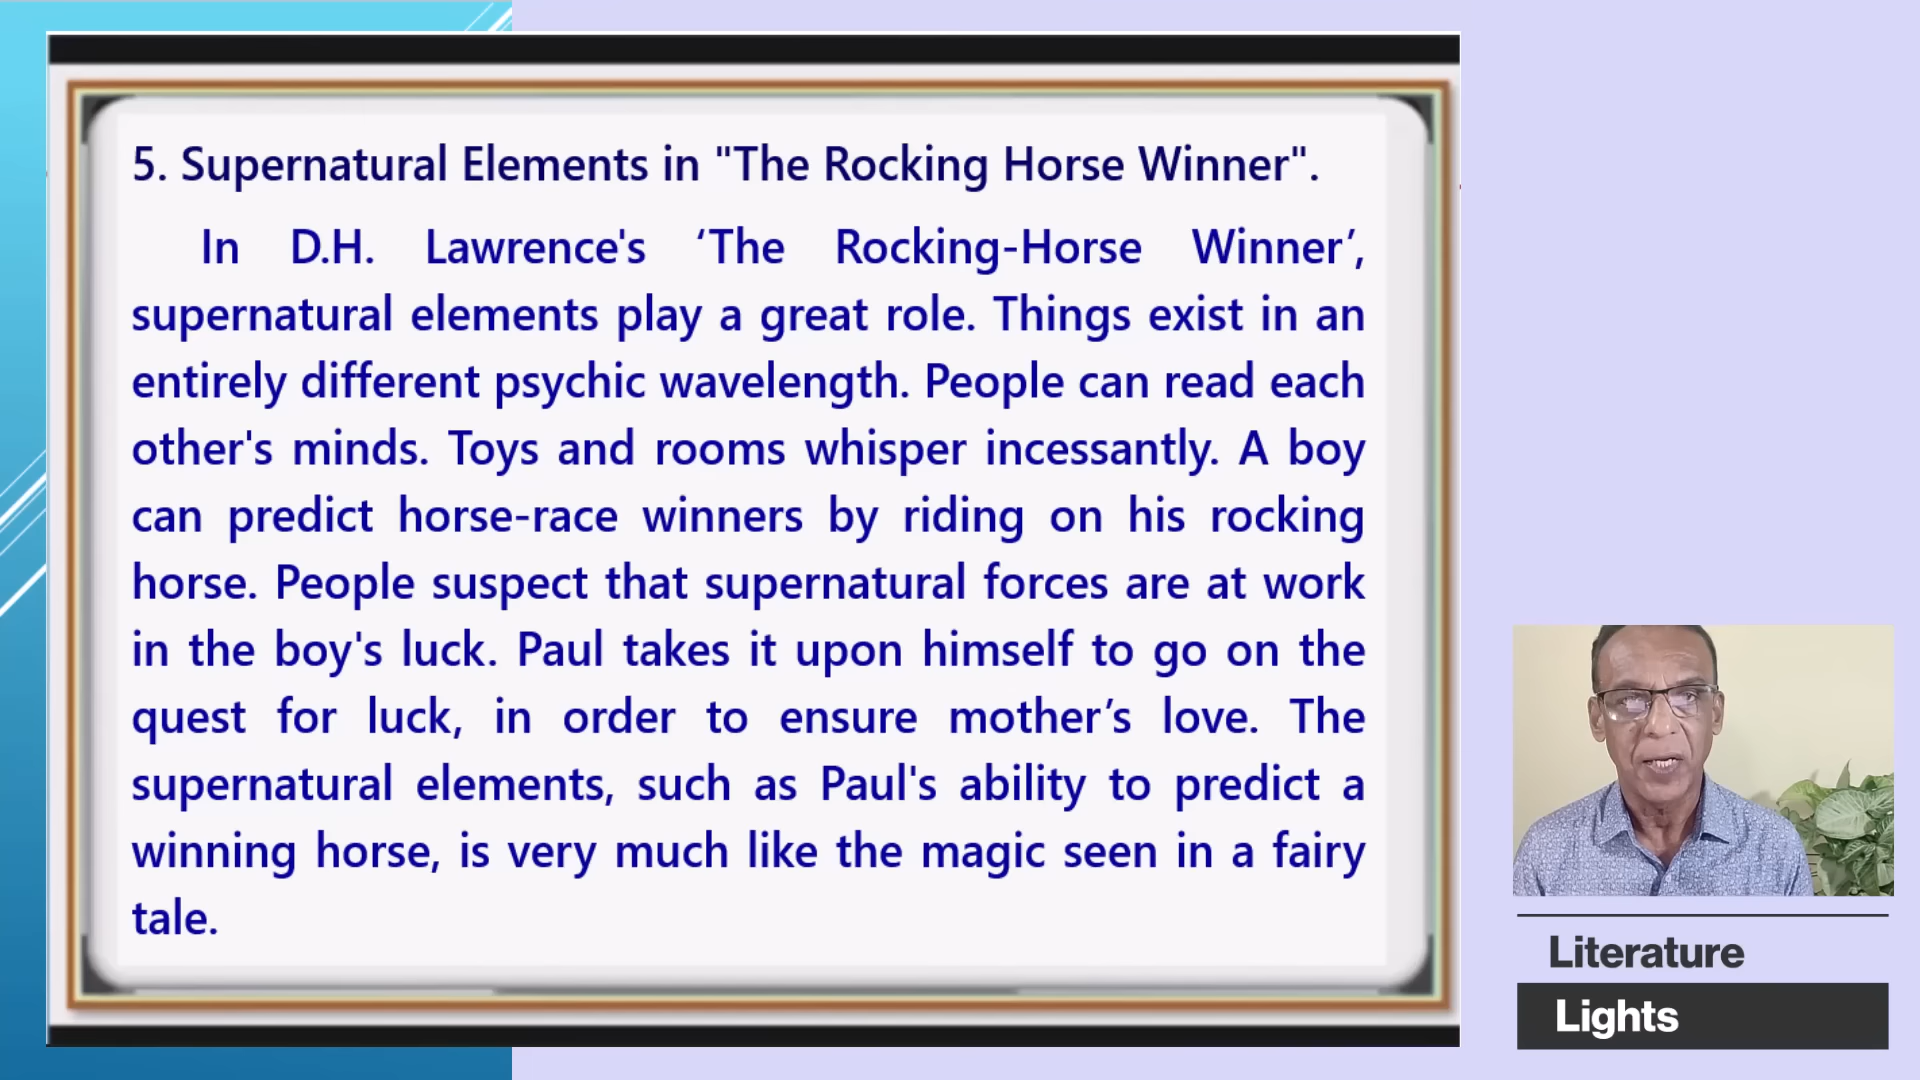 5. Supernatural Elements in "The Rocking Horse Winner".
In D.H. Lawrence's ‘The Rocking-Horse Winner’,
supernatural elements play a great role. Things exist in an
entirely different psychic wavelength. People can read each
other's minds. Toys and rooms whisper incessantly. A boy
can predict horse-race winners by riding on his rocking
horse. People suspect that supernatural forces are at work
in the boy's luck. Paul takes it upon himself to go on the
quest for luck, in order to ensure mother’s love. The
supernatural elements, such as Paul's ability to predict a
winning horse, is very much like the magic seen in a fairy
tale.
Literature
Lights